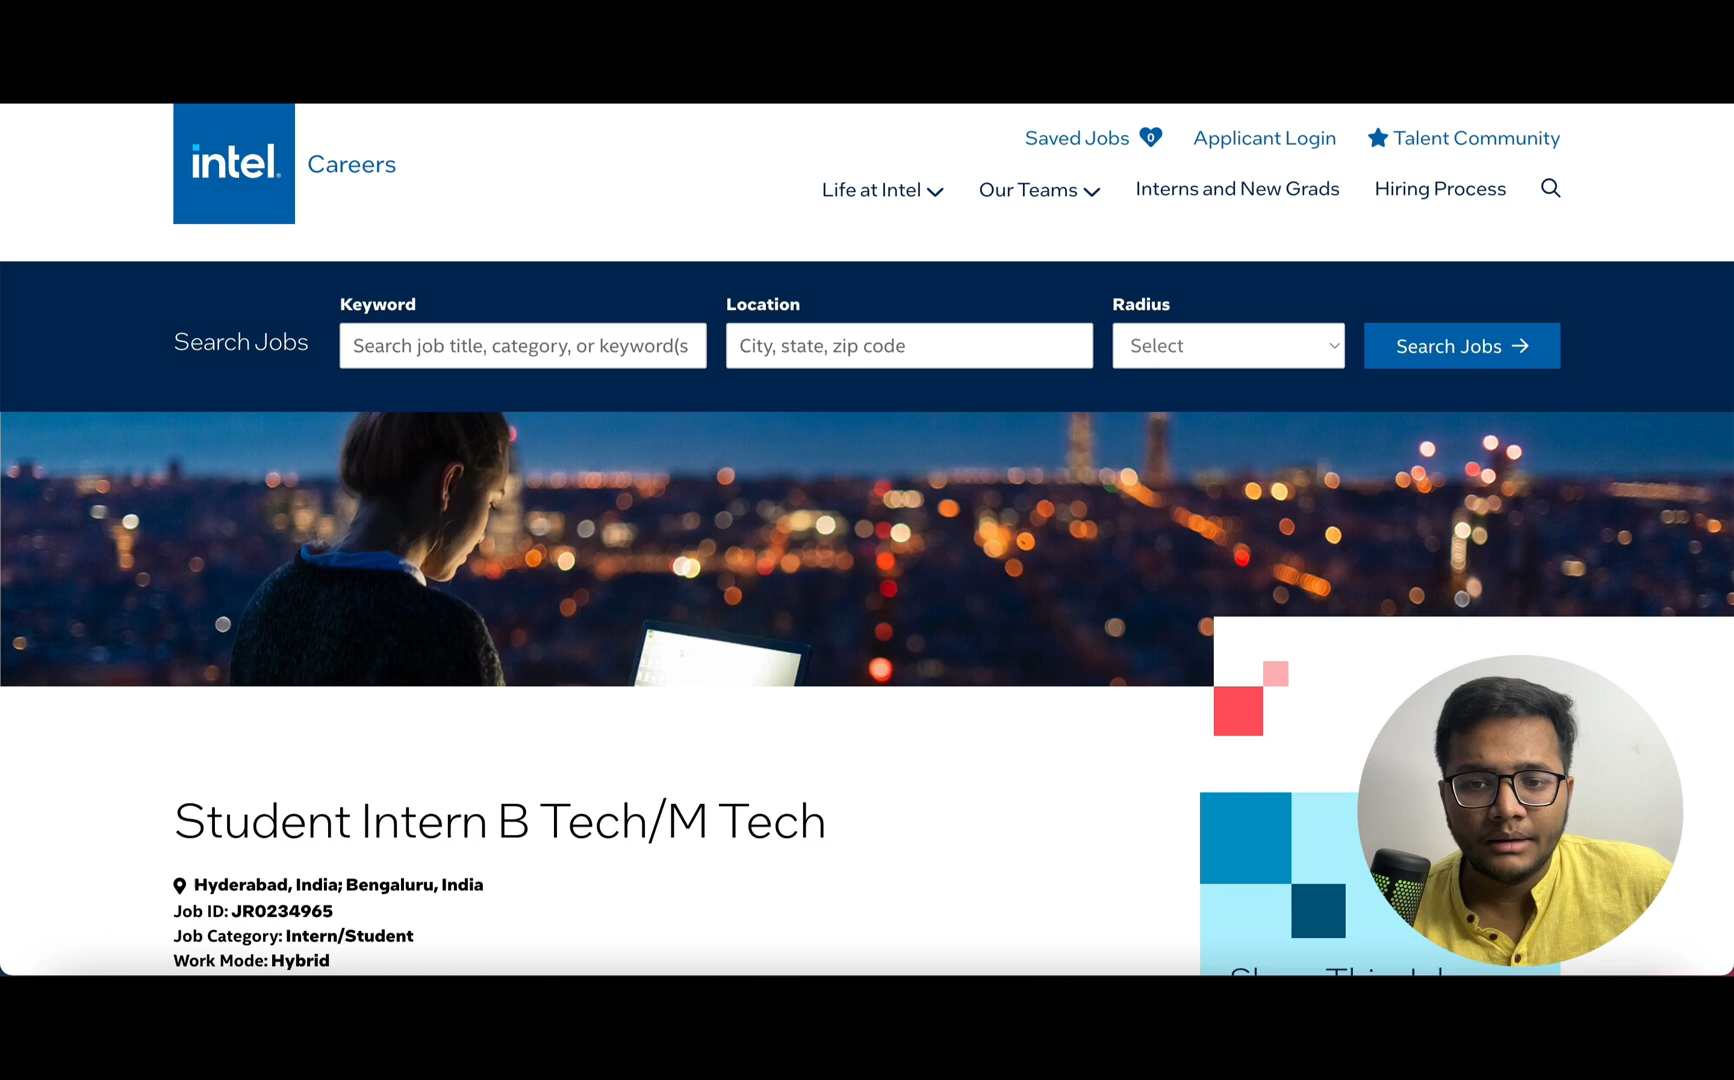 intel.
Careers
Saved Jobs 0 Applicant Login Talent Community
Life at Intel Our Teams Interns and New Grads Hiring Process
Search Jobs
Keyword
Search job title, category, or keyword(s
Location
City, state, zip code
Radius
Select
Search Jobs →
Student Intern B Tech/M Tech
Hyderabad, India; Bengaluru, India
Job ID: JR0234965
Job Category: Intern/Student
Work Mode: Hybrid